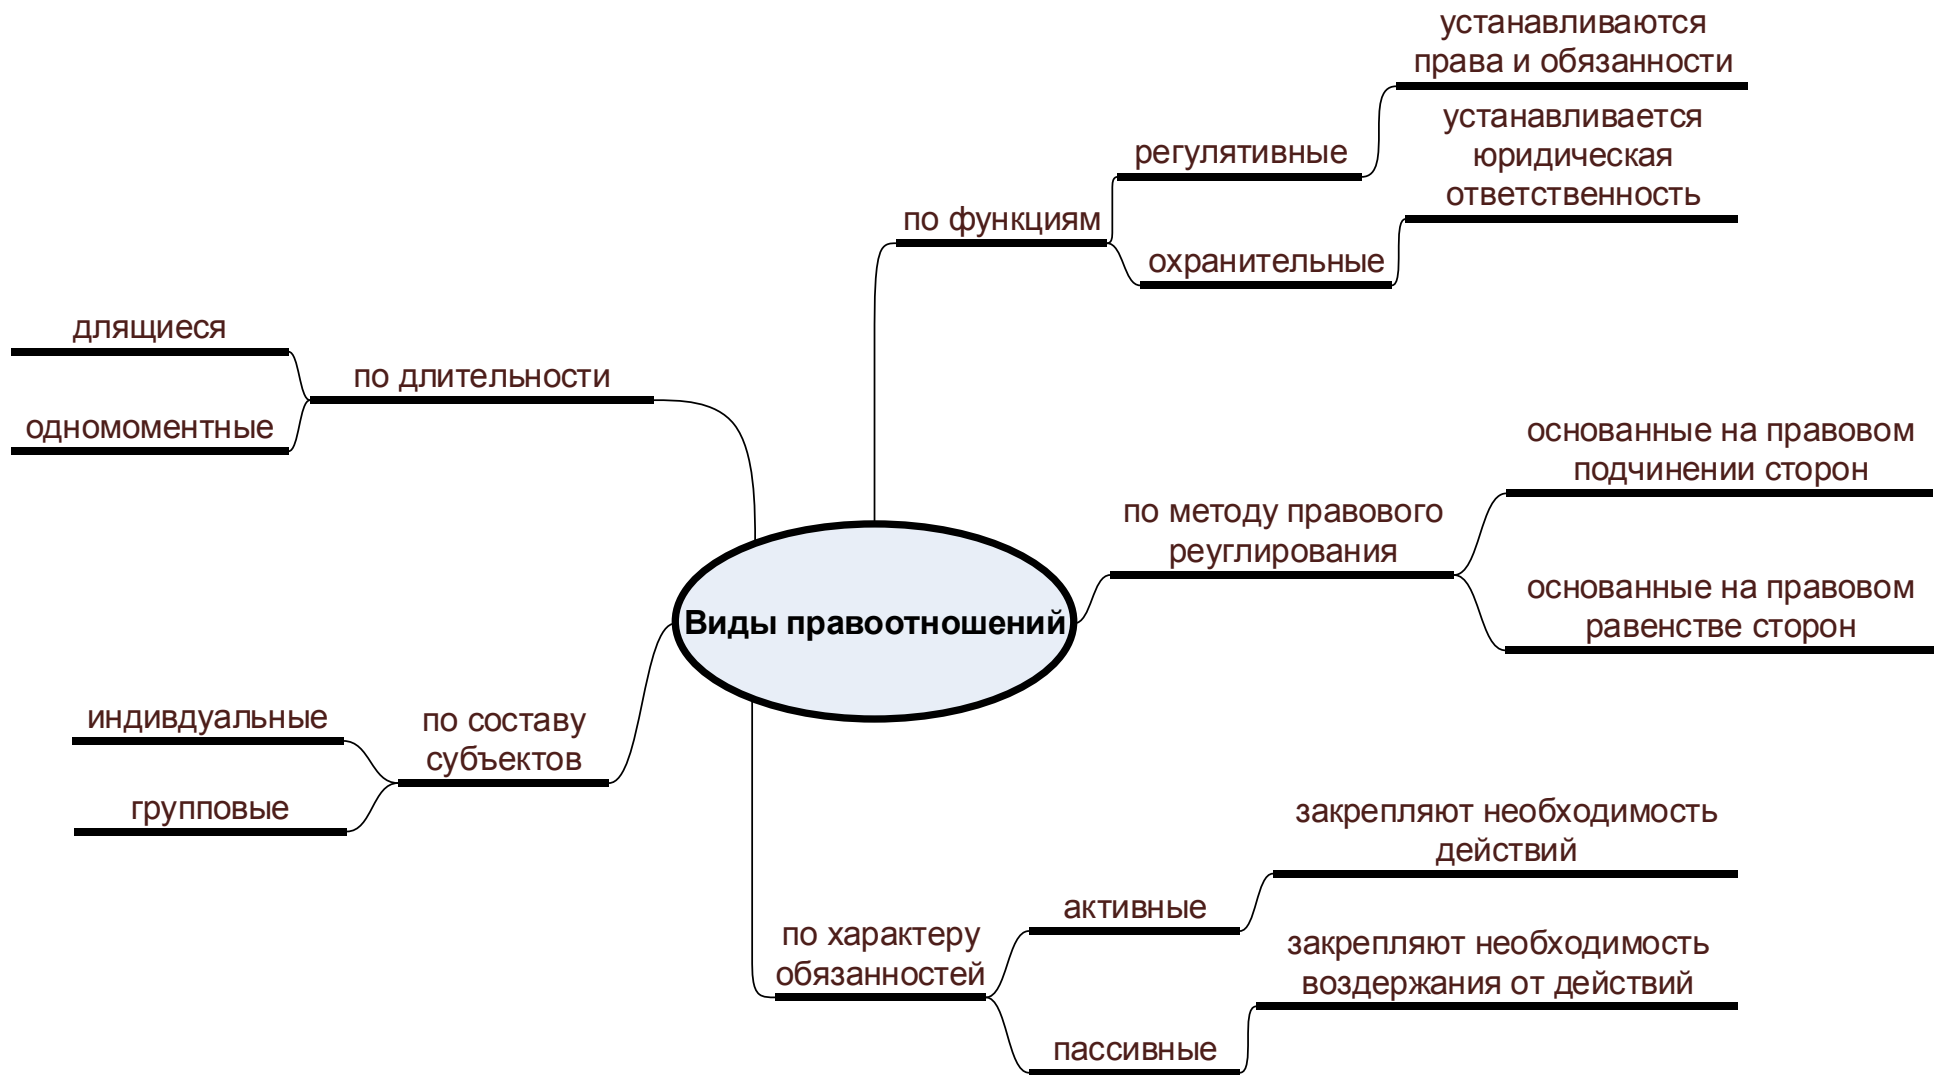 Виды правоотношений
по функциям
регулятивные
устанавливаются
права и обязанности
охранительные
устанавливается
юридическая
ответственность
по методу правового
реуглирования
основанные на правовом
подчинении сторон
основанные на правовом
равенстве сторон
по характеру
обязанностей
активные
закрепляют необходимость
действий
пассивные
закрепляют необходимость
воздержания от действий
по составу
субъектов
индивдуальные
групповые
по длительности
длящиеся
одномоментные